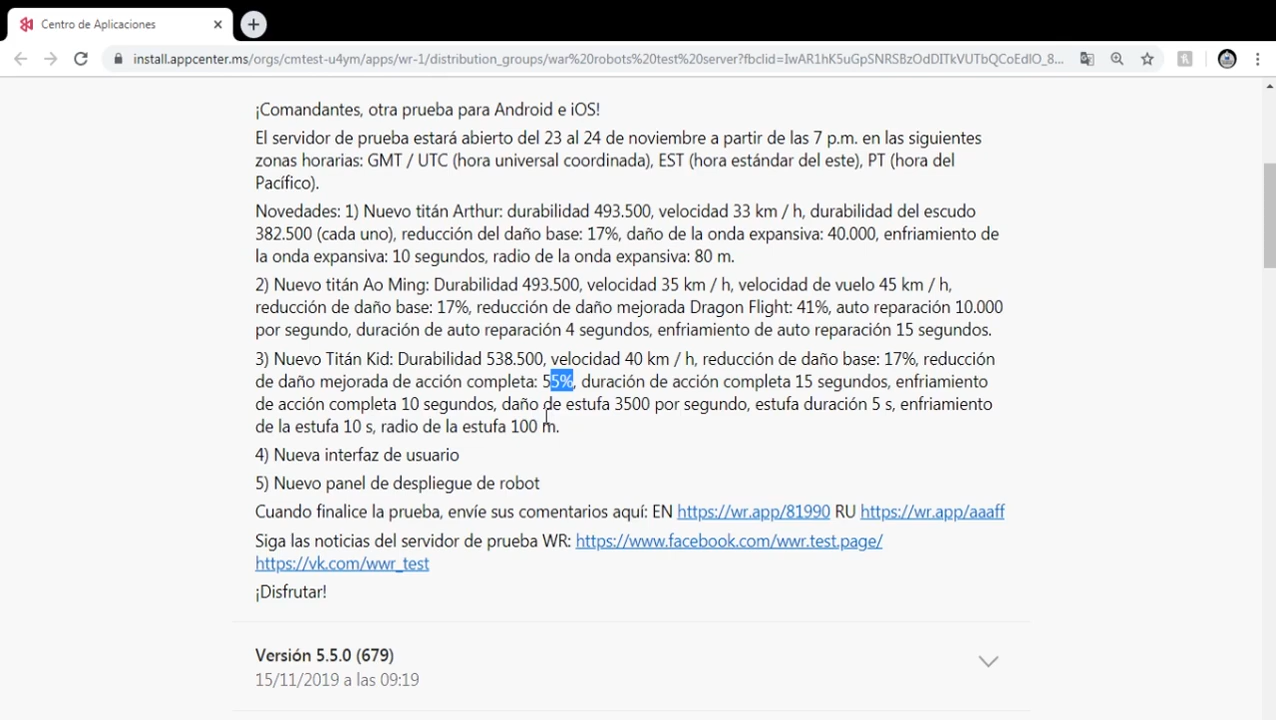 Centro de Aplicaciones
install.appcenter.ms/orgs/cmtest-u4ym/apps/wr-1/distribution_groups/war%20robots%20test%20server?fbclid=IwAR1hK5uGpSNRSBzOdDITkVUTbQCoEdlO_8...
¡Comandantes, otra prueba para Android e iOS!
El servidor de prueba estará abierto del 23 al 24 de noviembre a partir de las 7 p.m. en las siguientes
zonas horarias: GMT / UTC (hora universal coordinada), EST (hora estándar del este), PT (hora del
Pacífico).
Novedades: 1) Nuevo titán Arthur: durabilidad 493.500, velocidad 33 km / h, durabilidad del escudo
382.500 (cada uno), reducción del daño base: 17%, daño de la onda expansiva: 40.000, enfriamiento de
la onda expansiva: 10 segundos, radio de la onda expansiva: 80 m.
2) Nuevo titán Ao Ming: Durabilidad 493.500, velocidad 35 km / h, velocidad de vuelo 45 km / h,
reducción de daño base: 17%, reducción de daño mejorada Dragon Flight: 41%, auto reparación 10.000
por segundo, duración de auto reparación 4 segundos, enfriamiento de auto reparación 15 segundos.
3) Nuevo Titán Kid: Durabilidad 538.500, velocidad 40 km / h, reducción de daño base: 17%, reducción
de daño mejorada de acción completa: 55%, duración de acción completa 15 segundos, enfriamiento
de acción completa 10 segundos, daño de estufa 3500 por segundo, estufa duración 5 s, enfriamiento
de la estufa 10 s, radio de la estufa 100 m.
4) Nueva interfaz de usuario
5) Nuevo panel de despliegue de robot
Cuando finalice la prueba, envíe sus comentarios aquí: EN https://wr.app/81990 RU https://wr.app/aaaff
Siga las noticias del servidor de prueba WR: https://www.facebook.com/wwr.test.page/
https://vk.com/wwr_test
¡Disfrutar!
Versión 5.5.0 (679)
15/11/2019 a las 09:19